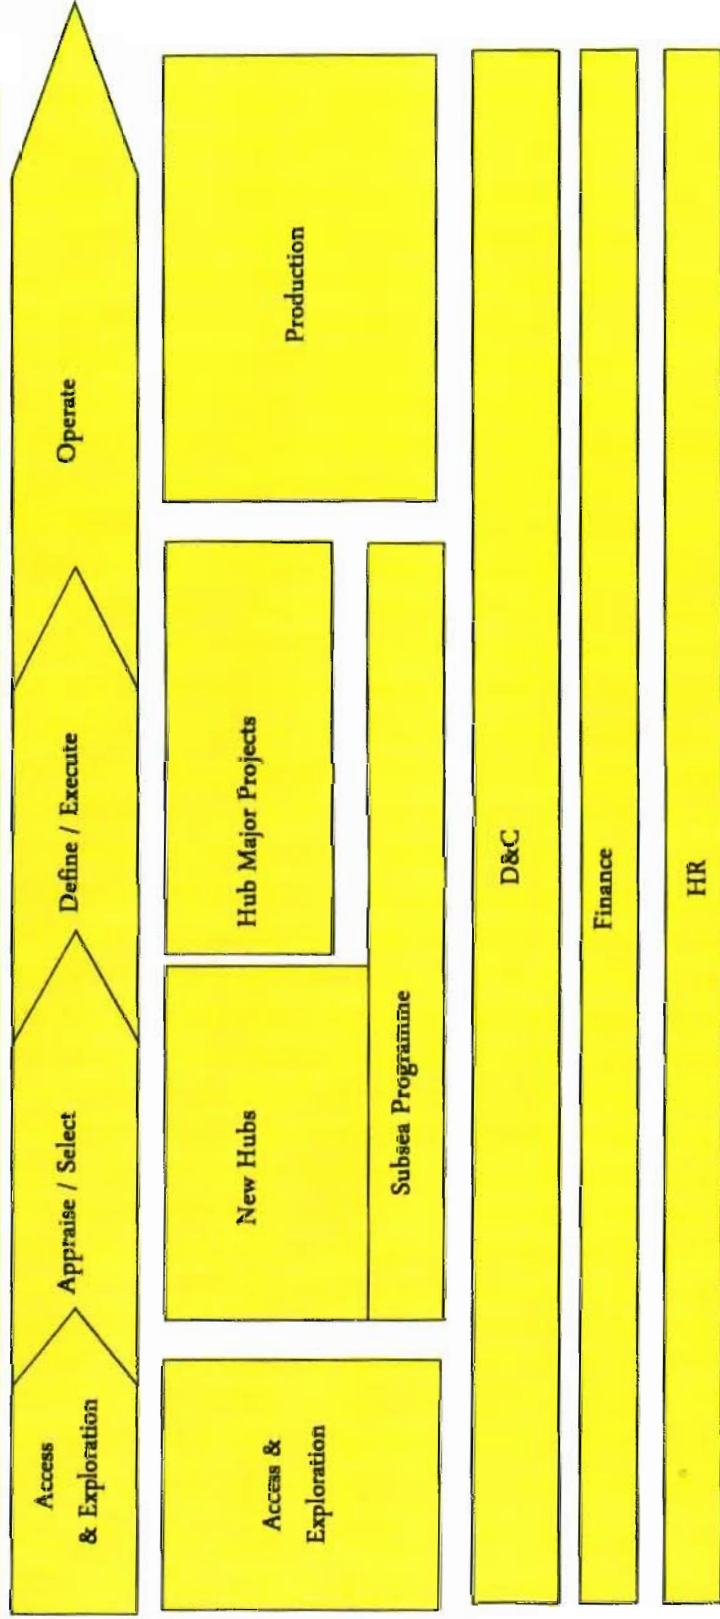 Access
& Exploration
Appraise / Select
Define / Execute
Operate
Access &
Exploration
New Hubs
Hub Major Projects
Production
Subsea Programme
D&C
Finance
HR